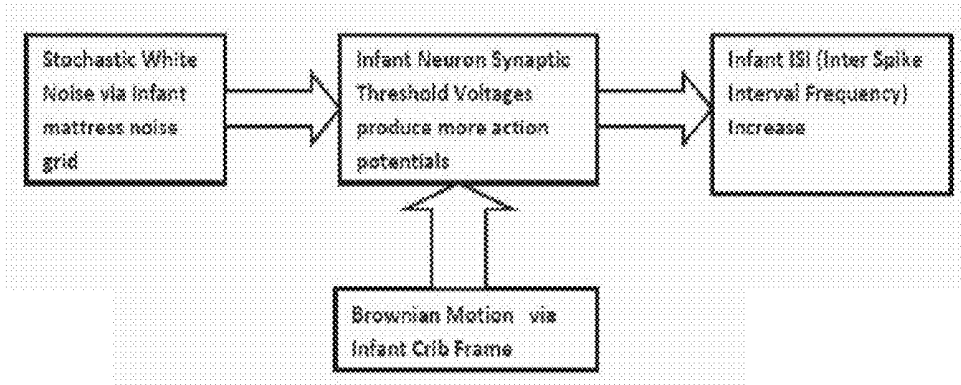 Stochastic White
Noise via infant
mattress noise
grid
Infant Neuron Synaptic
Threshold Voltages
produce more action
potentials
Infant ISI (Inter Spike
Interval Frequency)
Increase
Brownian Motion via
Infant Crib Frame